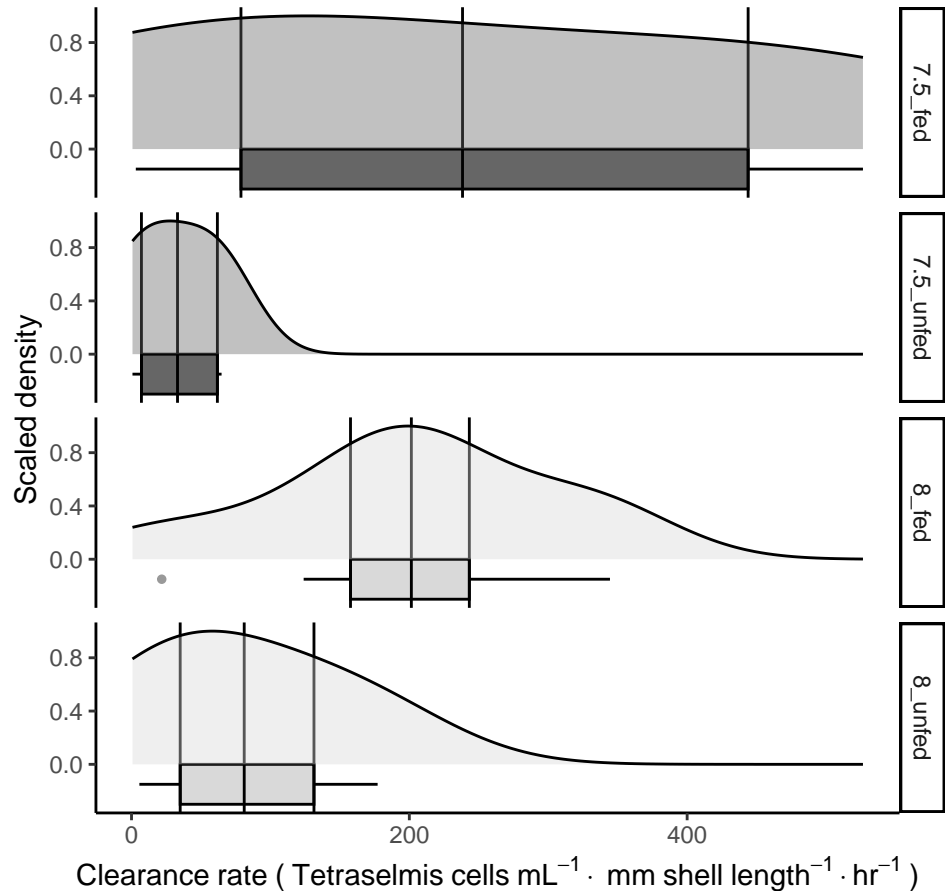 Scaled density
0.8
0.4
0.0
7.5_fed
0.8
0.4
0.0
7.5_unfed
0.8
0.4
0.0
8_fed
0.8
0.4
0.0
8_unfed
0 200 400
Clearance rate ( Tetraselmis cells mL⁻¹ · mm shell length⁻¹ · hr⁻¹ )